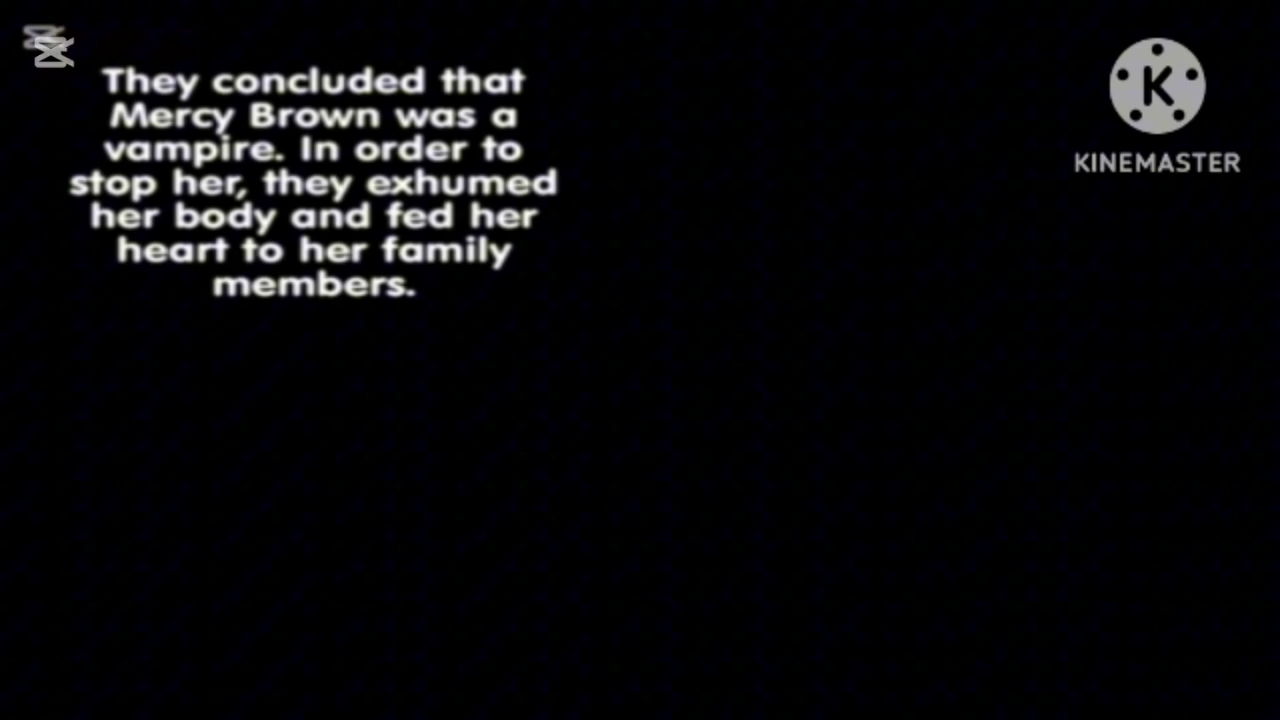 They concluded that
Mercy Brown was a
vampire. In order to
stop her, they exhumed
her body and fed her
heart to her family
members.
K
KINEMASTER